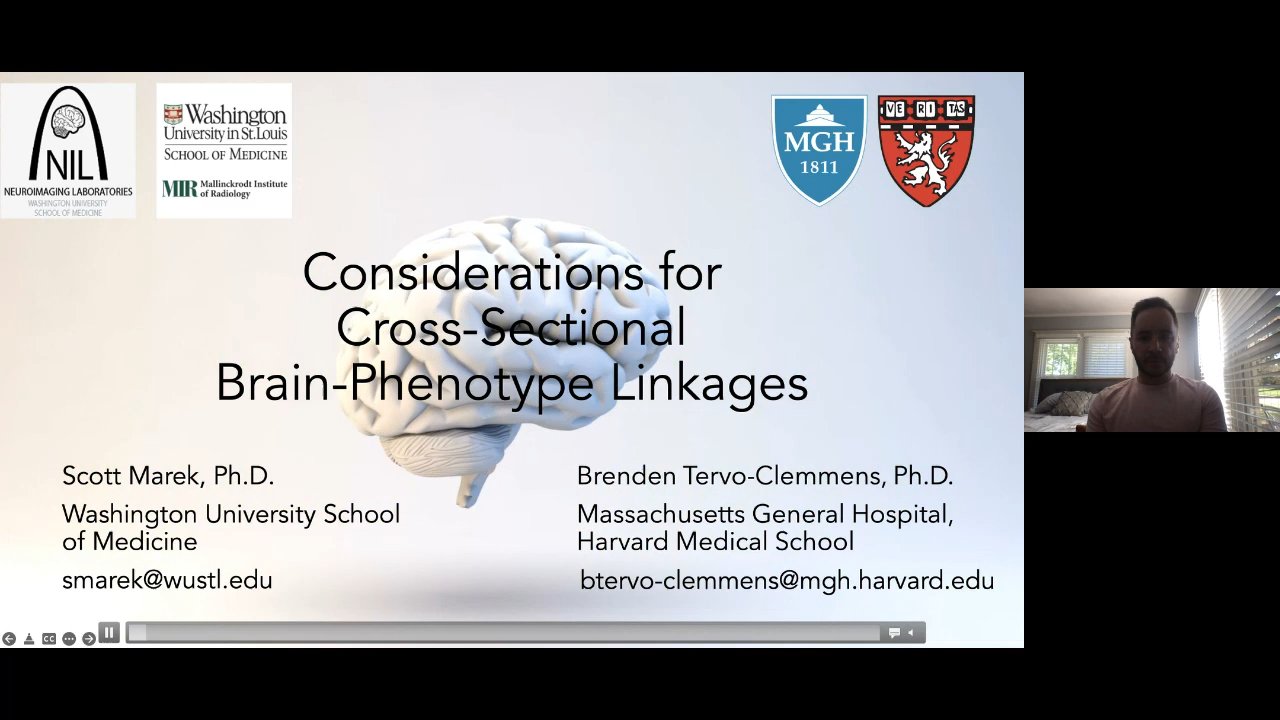 NIL
NEUROIMAGING LABORATORIES
WASHINGTON UNIVERSITY
SCHOOL OF MEDICINE
Washington
University in St. Louis
SCHOOL OF MEDICINE
MIR Mallinckrodt Institute
of Radiology
MGH
1811
VE RI TAS
Considerations for
Cross-Sectional
Brain-Phenotype Linkages
Scott Marek, Ph.D.
Washington University School
of Medicine
smarek@wustl.edu
Brenden Tervo-Clemmens, Ph.D.
Massachusetts General Hospital,
Harvard Medical School
btervo-clemmens@mgh.harvard.edu
CC